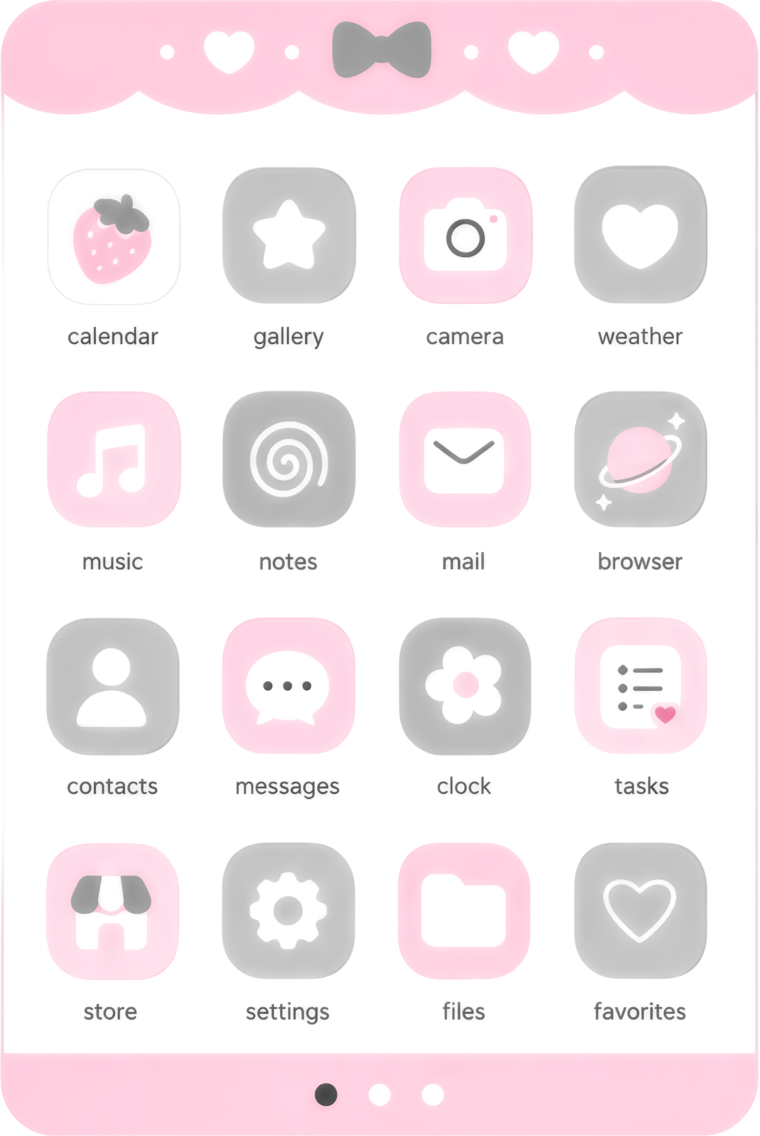 calendar gallery camera weather
music notes mail browser
contacts messages clock tasks
store settings files favorites